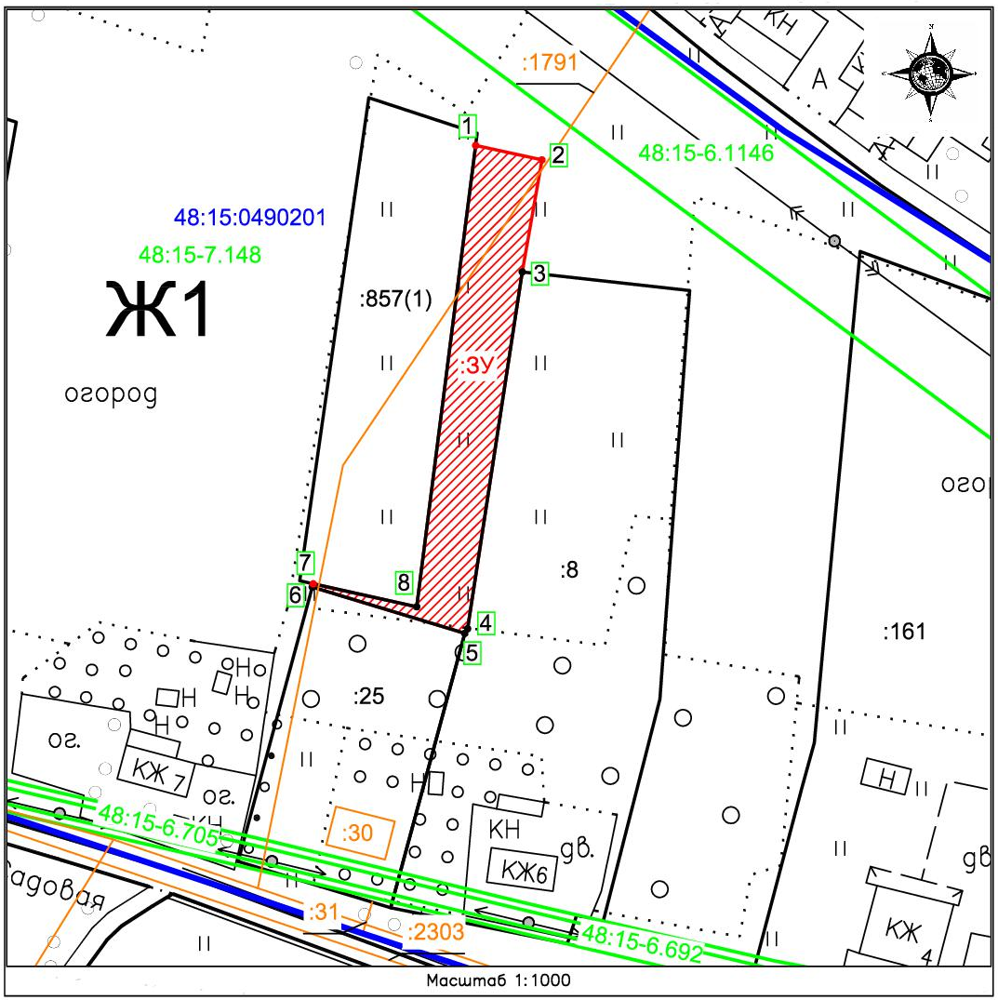 КН
:1791
А
1
2
48:15-6.1146
48:15:0490201
48:15-7.148
3
Ж1
:857(1)
:ЗУ
огород
огор
:8
7
6
8
4
5
:161
Н
:25
Н
Н
Н
ог.
КЖ 7
ог.
КН
Н
Н
48:15-6.705
:30
КН
дв.
КЖ6
дв
адовая
:31
:2303
48:15-6.692
КЖ
4
Масштаб 1:1000